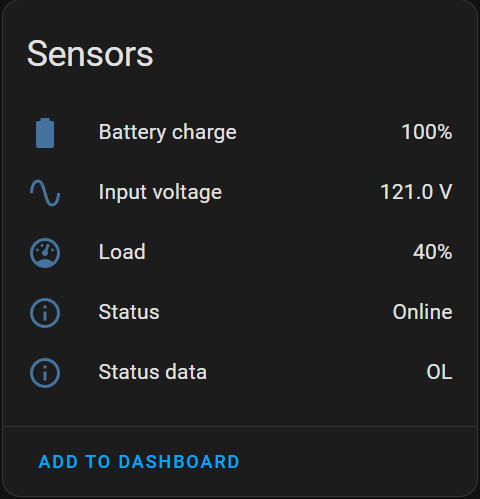 Sensors
Battery charge 100%
Input voltage 121.0 V
Load 40%
Status Online
Status data OL
ADD TO DASHBOARD